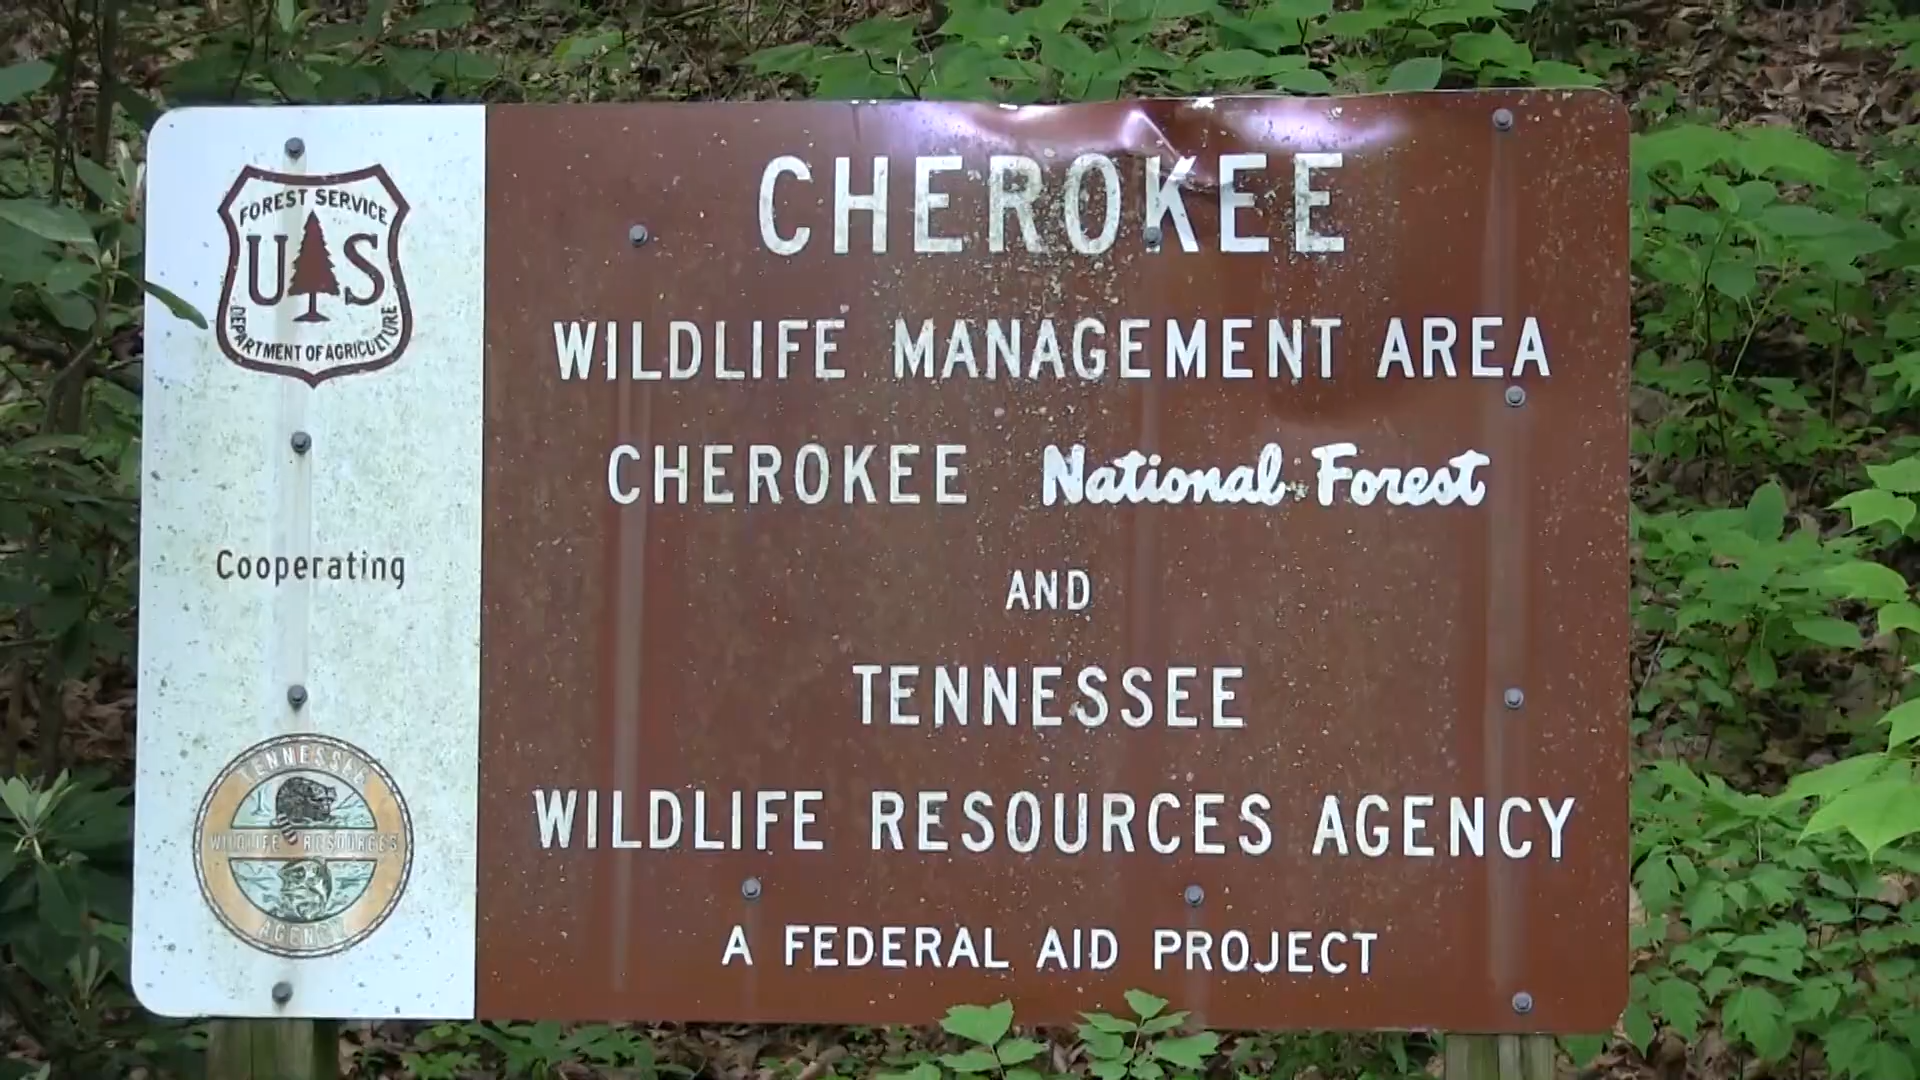 FOREST SERVICE
U S
DEPARTMENT OF AGRICULTURE
Cooperating
TENNESSEE
WILDLIFE RESOURCES
AGENCY
CHEROKEE
WILDLIFE MANAGEMENT AREA
CHEROKEE National Forest
AND
TENNESSEE
WILDLIFE RESOURCES AGENCY
A FEDERAL AID PROJECT